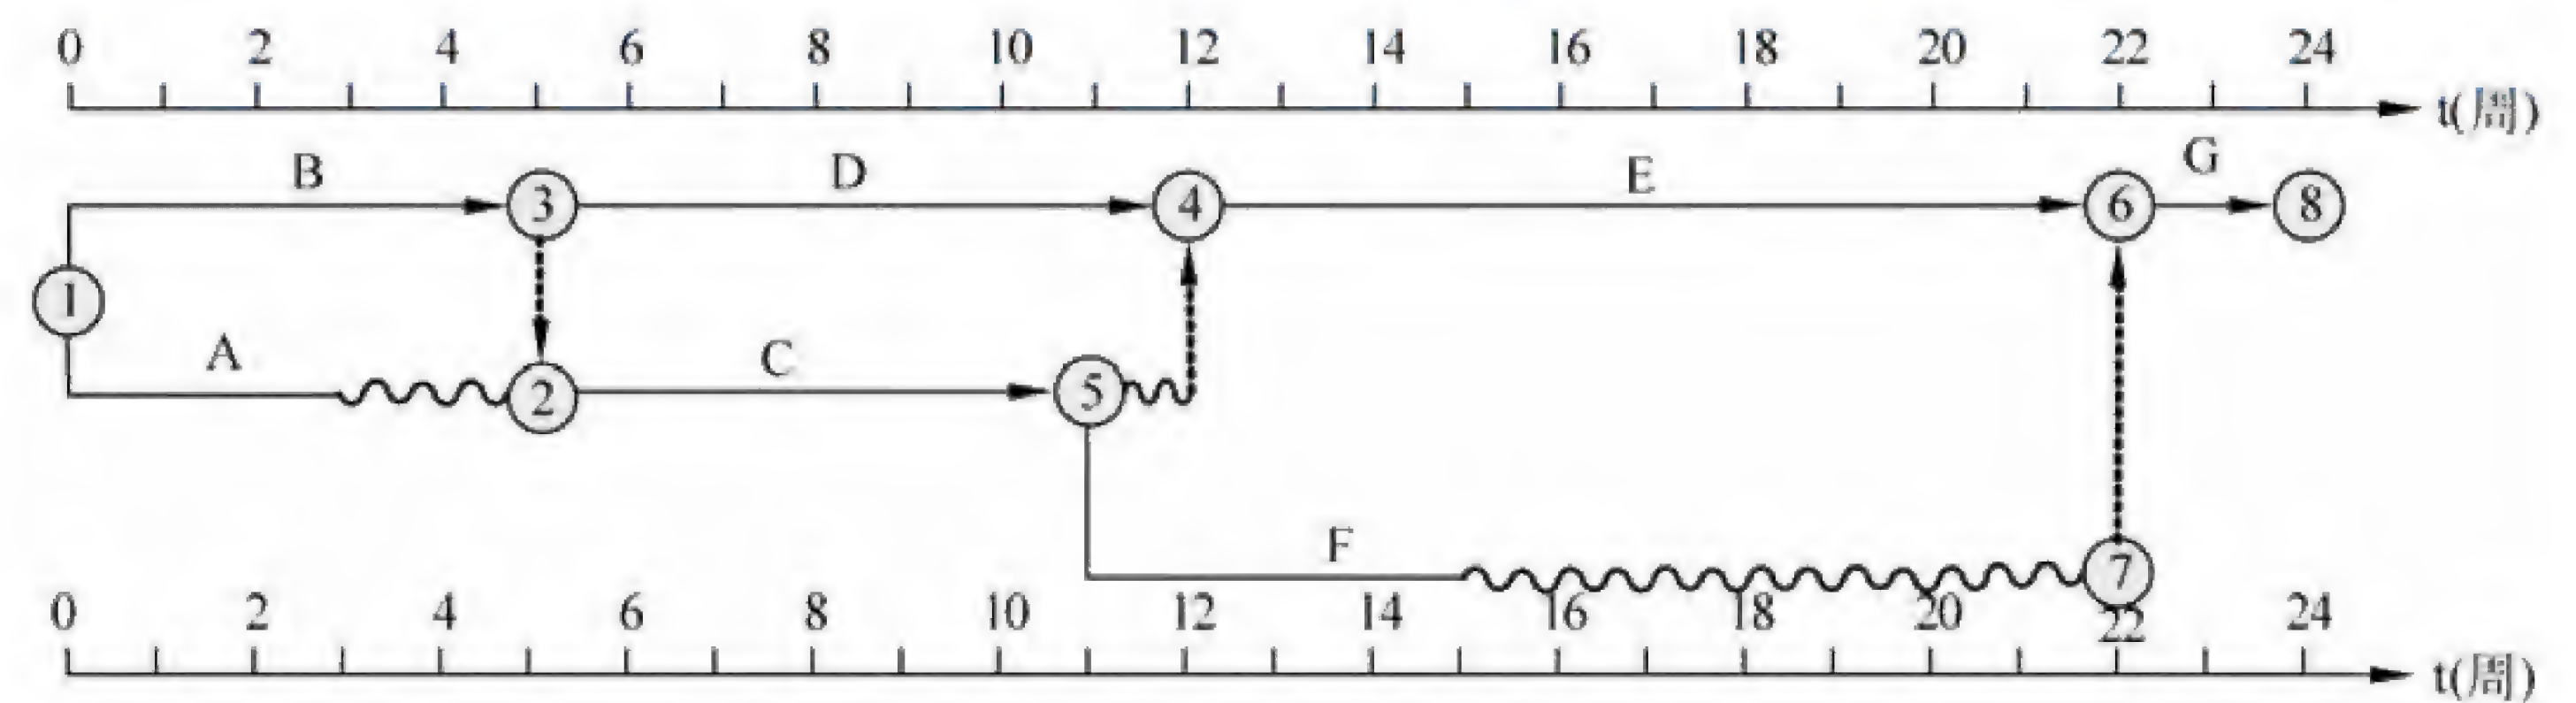 0 2 4 6 8 10 12 14 16 18 20 22 24
t(周)
B D E G
③ ④ ⑥ ⑧
①
A C
② ⑤
F
⑦
0 2 4 6 8 10 12 14 16 18 20 22 24
t(周)